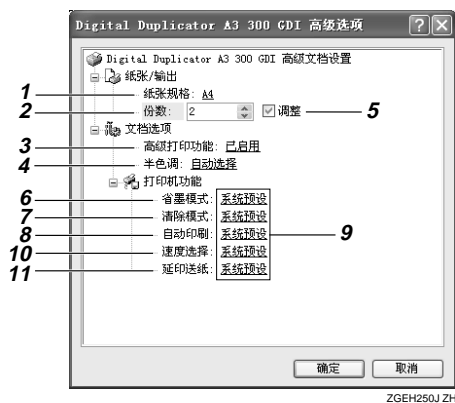 Digital Duplicator A3 300 GDI 高级选项
Digital Duplicator A3 300 GDI 高级文档设置
纸张/输出
1 纸张规格: A4
2 份数: 2 调整 5
文档选项
3 高级打印功能: 已启用
4 半色调: 自动选择
打印机功能
6 省墨模式: 系统预设
7 清除模式: 系统预设
8 自动印刷: 系统预设 9
10 速度选择: 系统预设
11 延印送纸: 系统预设
确定 取消
ZGEH250J ZH